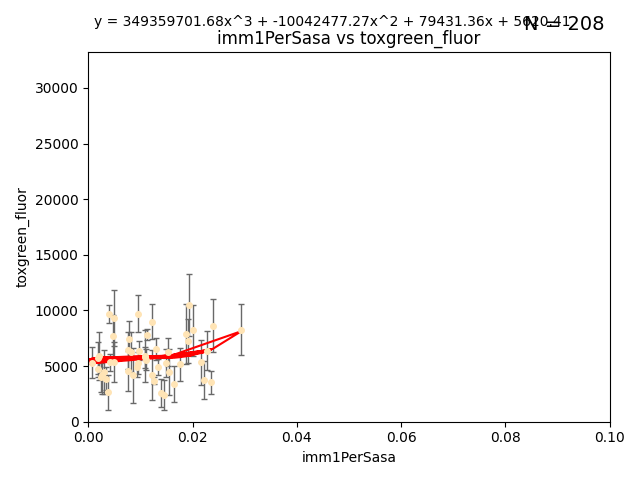 y = 349359701.68x^3 + -10042477.27x^2 + 79431.36x + 5620.41
N = 208
imm1PerSasa vs toxgreen_fluor
30000
25000
20000
15000
10000
5000
0
toxgreen_fluor
0.00 0.02 0.04 0.06 0.08 0.10
imm1PerSasa